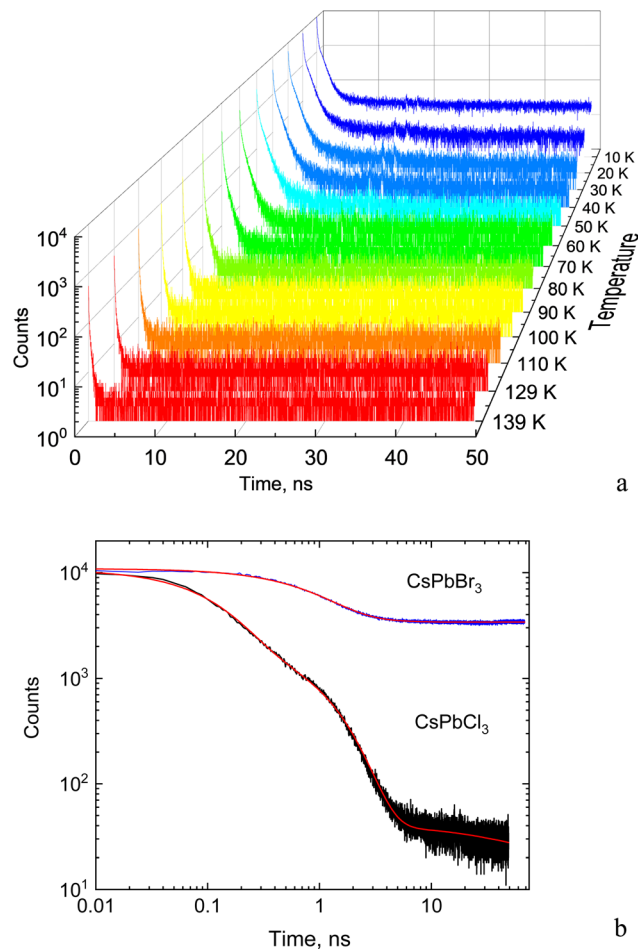 10 K
20 K
30 K
40 K
50 K
60 K
70 K
80 K
90 K
100 K
110 K
129 K
139 K
Temperature
10⁴
10³
10²
10¹
10⁰
Counts
0 10 20 30 40 50
Time, ns
a
10⁴
10³
10²
10¹
Counts
CsPbBr₃
CsPbCl₃
0.01 0.1 1 10
Time, ns
b